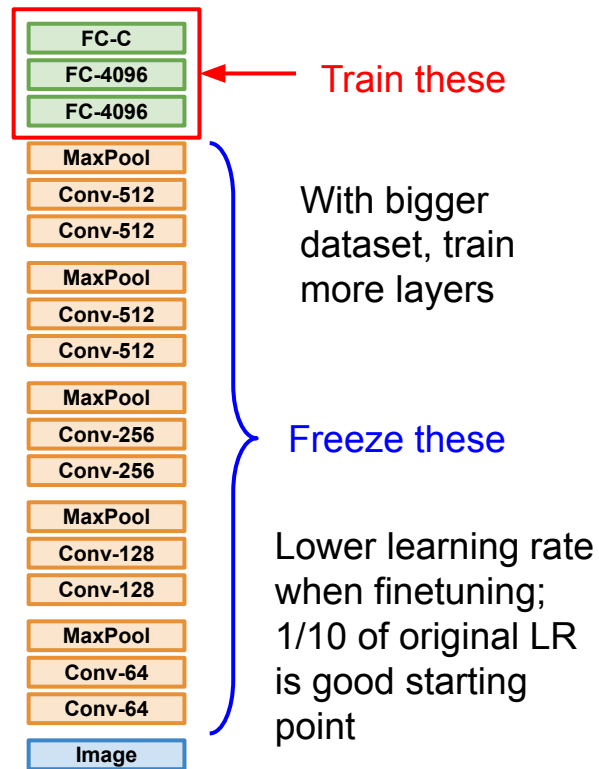 FC-C
FC-4096
FC-4096
Train these
MaxPool
Conv-512
Conv-512
With bigger
dataset, train
more layers
MaxPool
Conv-512
Conv-512
MaxPool
Conv-256
Conv-256
Freeze these
MaxPool
Conv-128
Conv-128
Lower learning rate
when finetuning;
1/10 of original LR
is good starting
point
MaxPool
Conv-64
Conv-64
Image